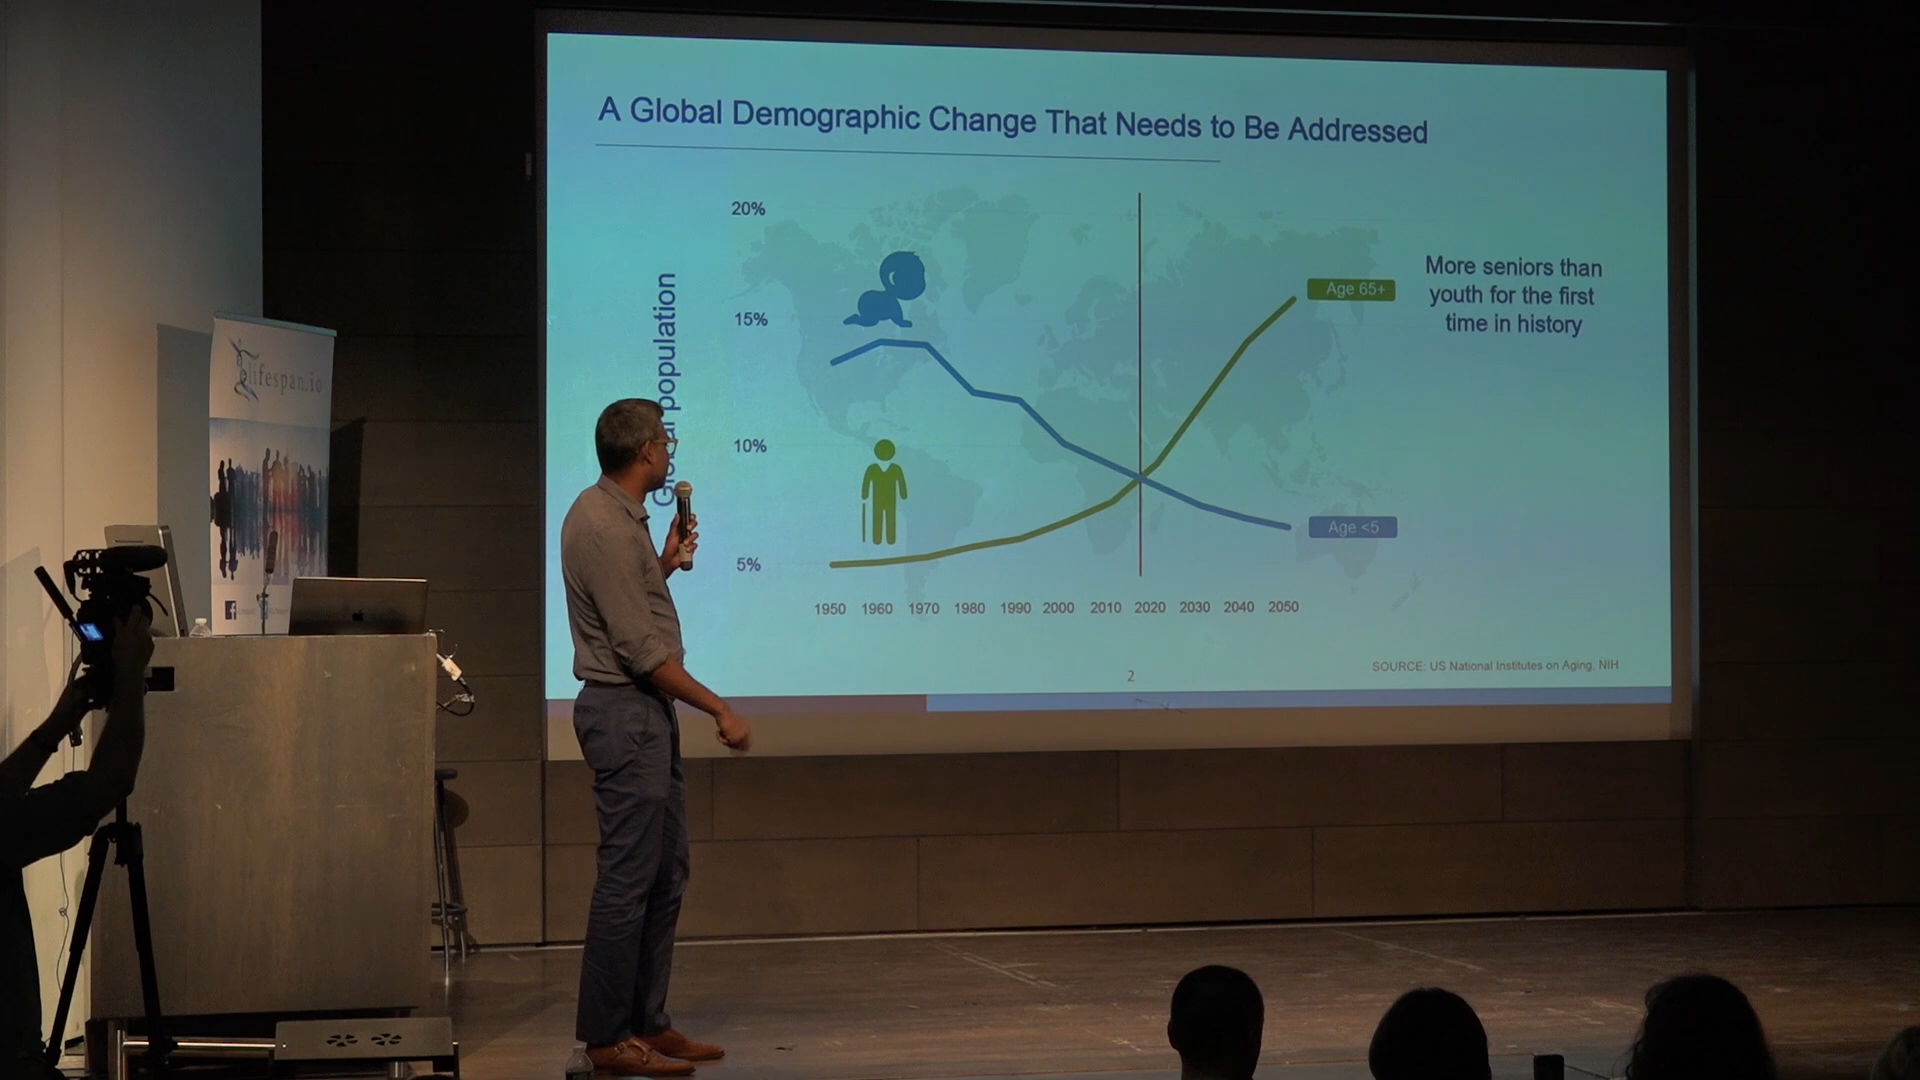 A Global Demographic Change That Needs to Be Addressed
20%
15%
10%
5%
Global population
Age 65+
Age <5
More seniors than
youth for the first
time in history
1950 1960 1970 1980 1990 2000 2010 2020 2030 2040 2050
SOURCE: US National Institutes on Aging, NIH
2
lifespan.io